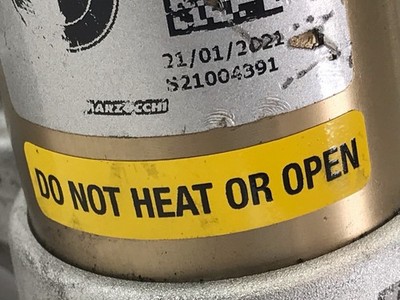 21/01/2021
S21004391
MARZOCCHI
DO NOT HEAT OR OPEN